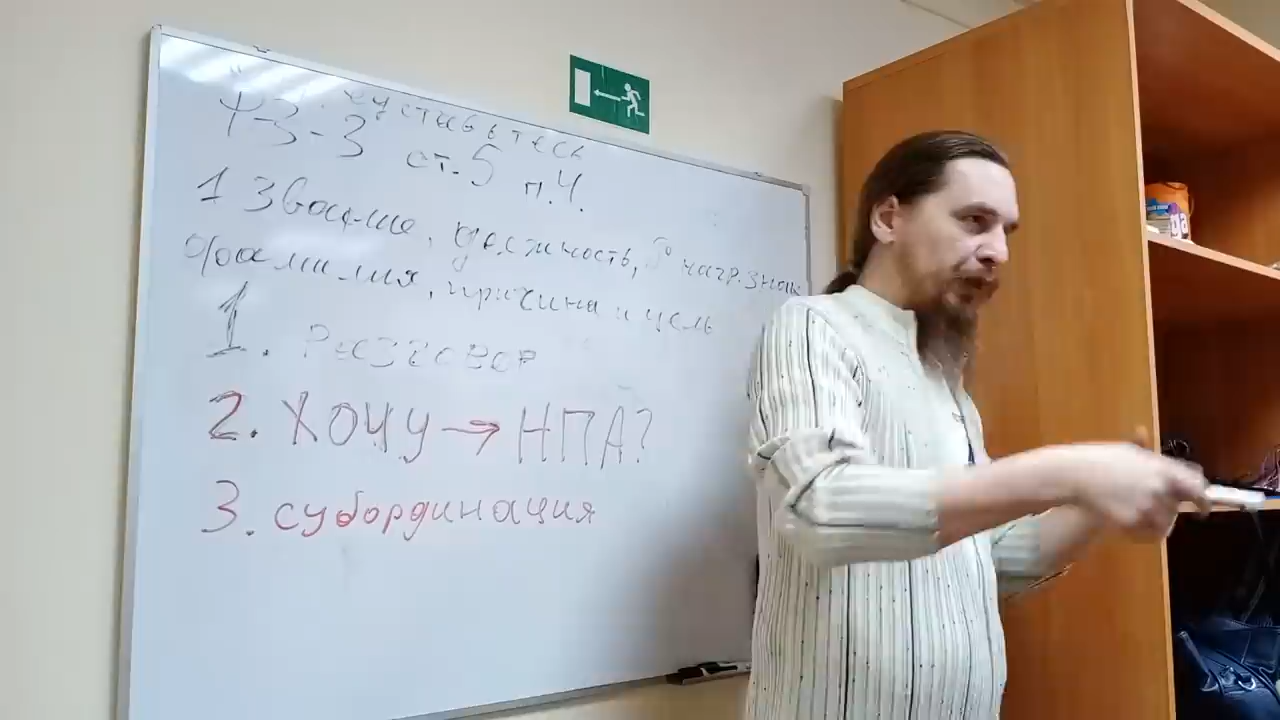 ФЗ-3 ст.5 п.4.
1 Звание, должность, нагр. знак
фамилия, причина и цель
1. Разговор
2. ХОЧУ → НПА?
3. субординация